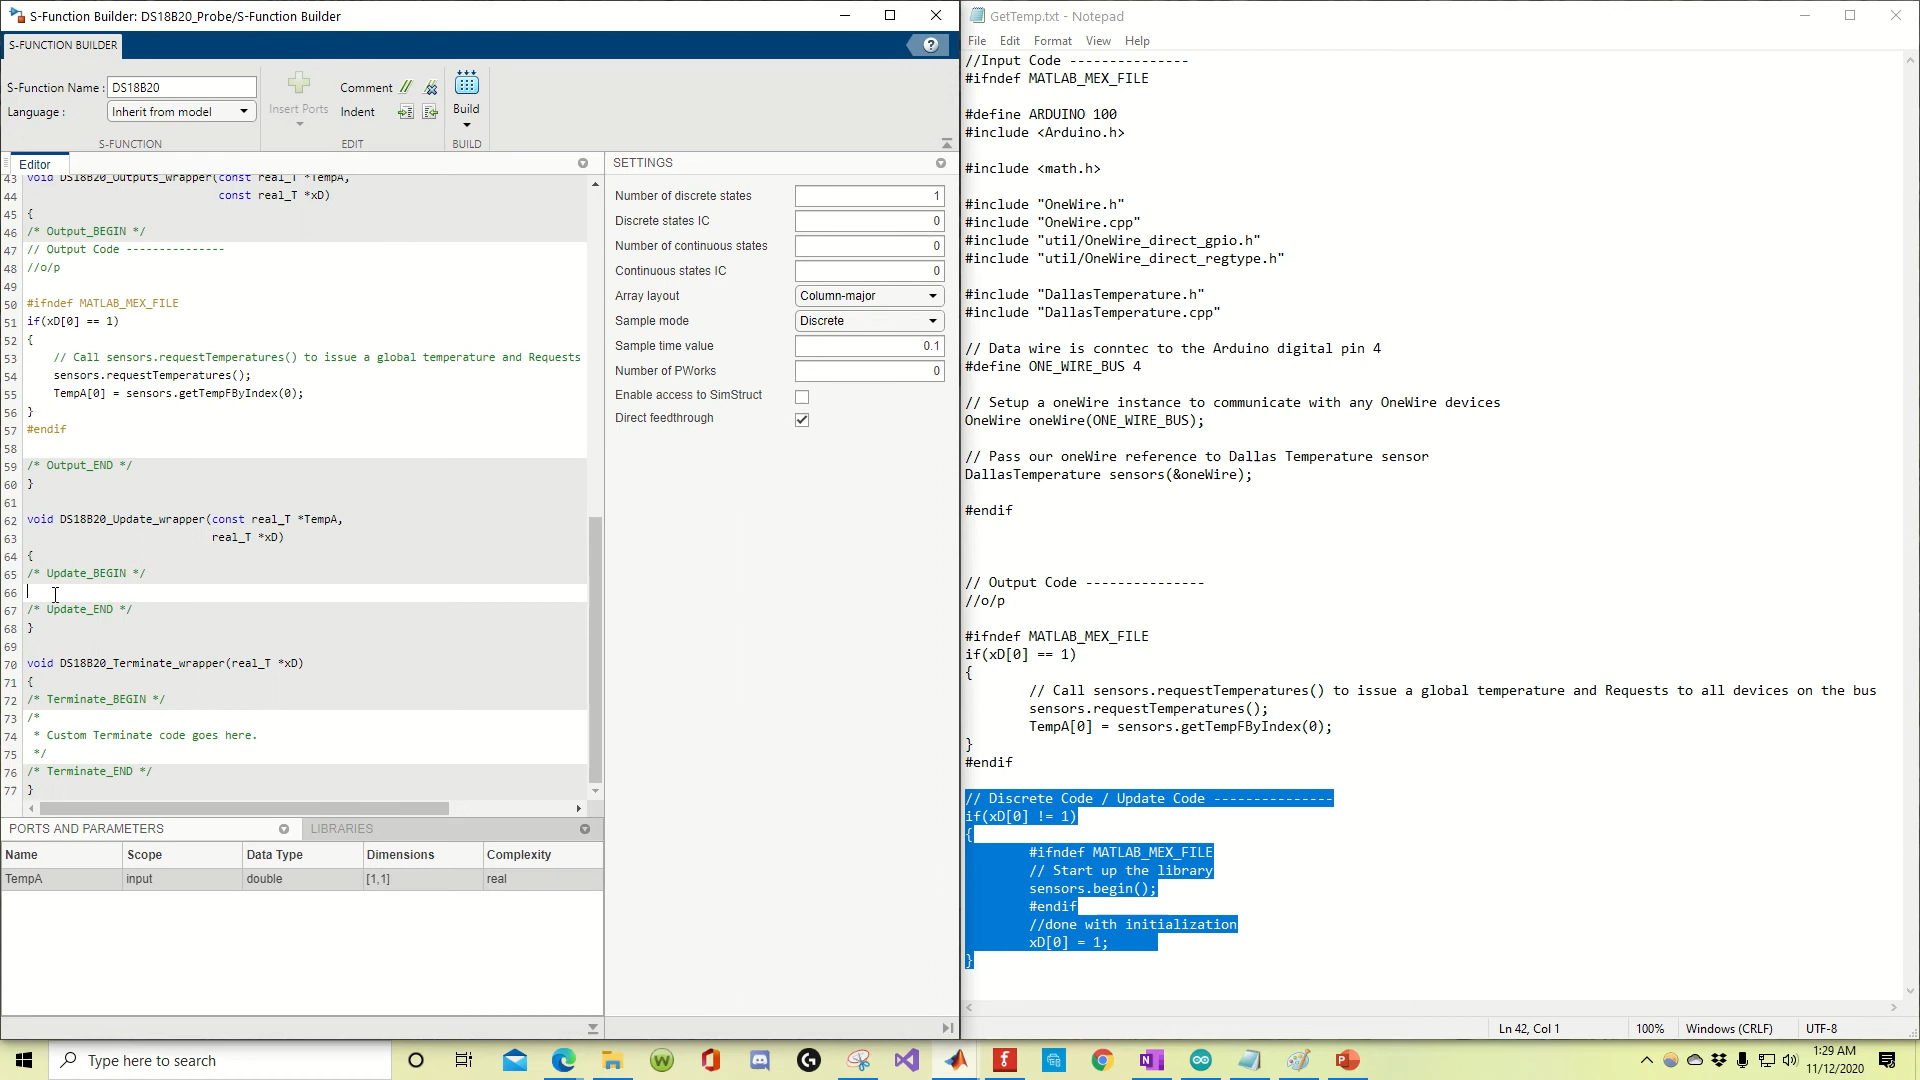 S-Function Builder: DS18B20_Probe/S-Function Builder
S-FUNCTION BUILDER
?
S-Function Name : DS18B20
Language : Inherit from model
S-FUNCTION
Insert Ports
Comment //
Indent
EDIT
Build
BUILD
Editor
43 void DS18B20_Outputs_wrapper(const real_T *TempA,
44 const real_T *xD)
45 {
46 /* Output_BEGIN */
47 // Output Code ---------------
48 //o/p
49
50 #ifndef MATLAB_MEX_FILE
51 if(xD[0] == 1)
52 {
53 // Call sensors.requestTemperatures() to issue a global temperature and Requests
54 sensors.requestTemperatures();
55 TempA[0] = sensors.getTempFByIndex(0);
56 }
57 #endif
58
59 /* Output_END */
60 }
61
62 void DS18B20_Update_wrapper(const real_T *TempA,
63 real_T *xD)
64 {
65 /* Update_BEGIN */
66
67 /* Update_END */
68 }
69
70 void DS18B20_Terminate_wrapper(real_T *xD)
71 {
72 /* Terminate_BEGIN */
73 /*
74 * Custom Terminate code goes here.
75 */
76 /* Terminate_END */
77 }
SETTINGS
Number of discrete states 1
Discrete states IC 0
Number of continuous states 0
Continuous states IC 0
Array layout Column-major
Sample mode Discrete
Sample time value 0.1
Number of PWorks 0
Enable access to SimStruct
Direct feedthrough
PORTS AND PARAMETERS
LIBRARIES
Name Scope Data Type Dimensions Complexity
TempA input double [1,1] real
GetTemp.txt - Notepad
File Edit Format View Help
//Input Code ---------------
#ifndef MATLAB_MEX_FILE
#define ARDUINO 100
#include <Arduino.h>
#include <math.h>
#include "OneWire.h"
#include "OneWire.cpp"
#include "util/OneWire_direct_gpio.h"
#include "util/OneWire_direct_regtype.h"
#include "DallasTemperature.h"
#include "DallasTemperature.cpp"
// Data wire is conntec to the Arduino digital pin 4
#define ONE_WIRE_BUS 4
// Setup a oneWire instance to communicate with any OneWire devices
OneWire oneWire(ONE_WIRE_BUS);
// Pass our oneWire reference to Dallas Temperature sensor
DallasTemperature sensors(&oneWire);
#endif
// Output Code ---------------
//o/p
#ifndef MATLAB_MEX_FILE
if(xD[0] == 1)
{
// Call sensors.requestTemperatures() to issue a global temperature and Requests to all devices on the bus
sensors.requestTemperatures();
TempA[0] = sensors.getTempFByIndex(0);
}
#endif
// Discrete Code / Update Code ---------------
if(xD[0] != 1)
{
#ifndef MATLAB_MEX_FILE
// Start up the library
sensors.begin();
#endif
//done with initialization
xD[0] = 1;
}
Ln 42, Col 1
100%
Windows (CRLF)
UTF-8
Type here to search
1:29 AM
11/12/2020